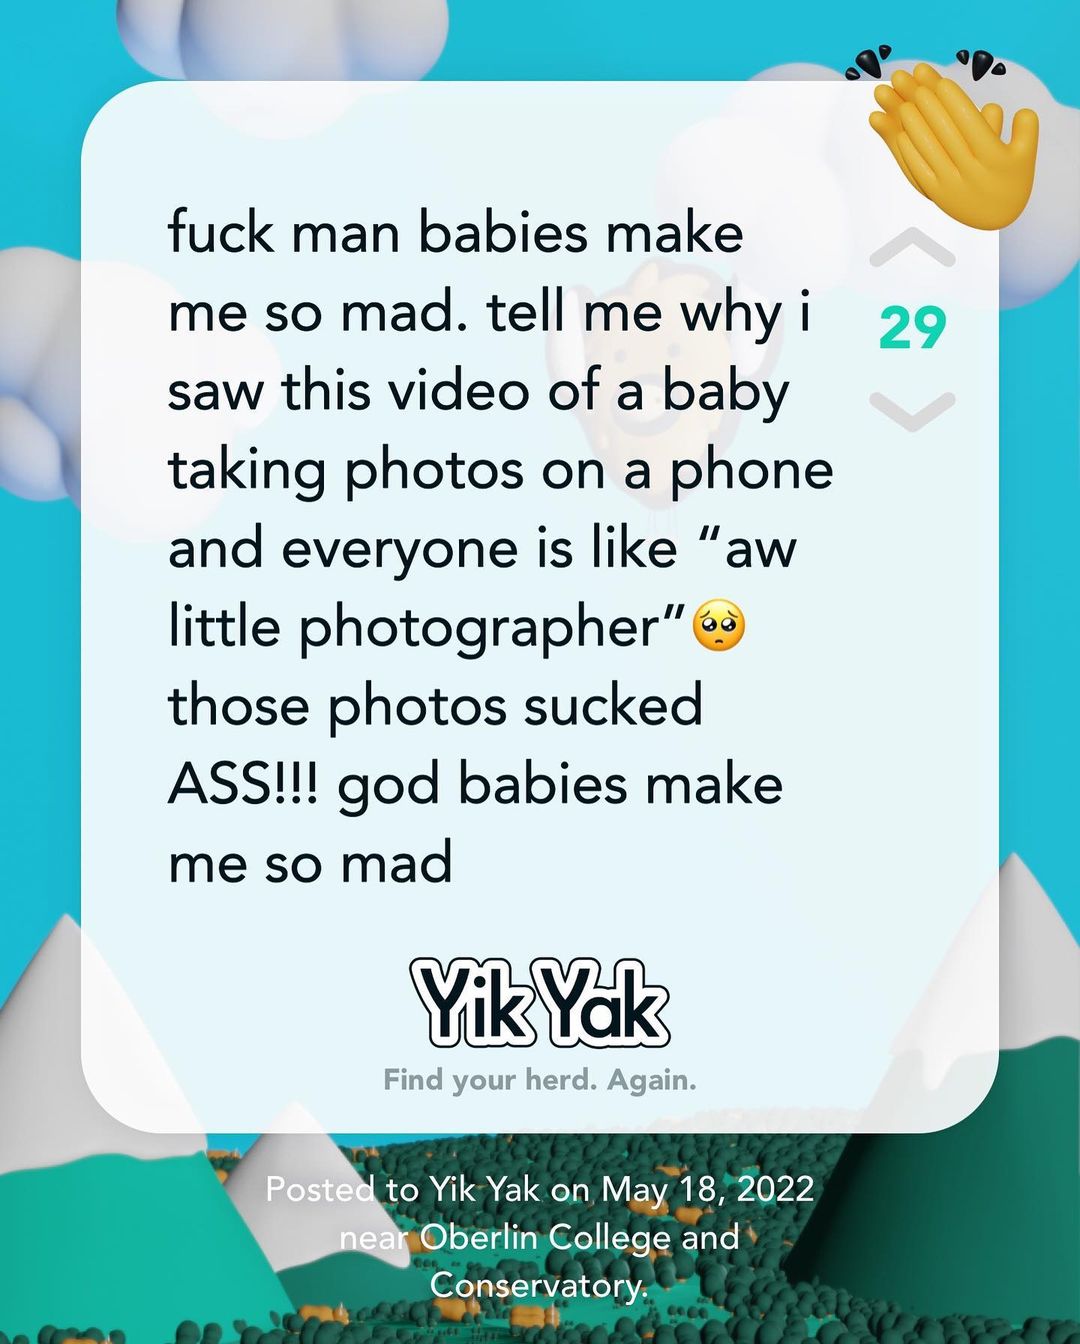 fuck man babies make
me so mad. tell me why i
saw this video of a baby
taking photos on a phone
and everyone is like “aw
little photographer”🥺
those photos sucked
ASS!!! god babies make
me so mad
29
Yik Yak
Find your herd. Again.
Posted to Yik Yak on May 18, 2022
near Oberlin College and
Conservatory.